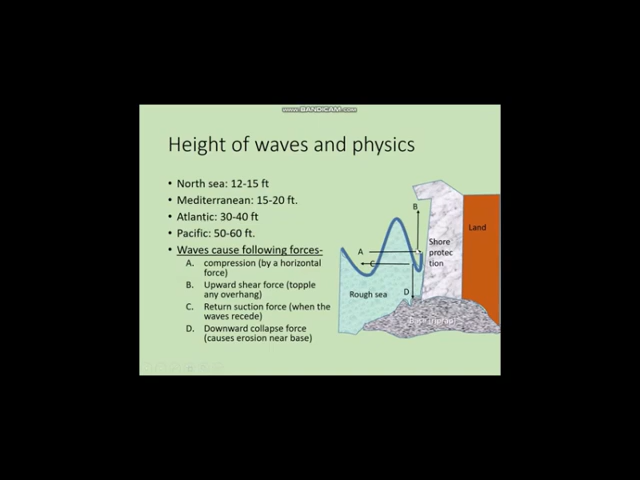 www.BANDICAM.com
Height of waves and physics
• North sea: 12-15 ft
• Mediterranean: 15-20 ft.
• Atlantic: 30-40 ft
• Pacific: 50-60 ft.
• Waves cause following forces-
A. compression (by a horizontal
force)
B. Upward shear force (topple
any overhang)
C. Return suction force (when the
waves recede)
D. Downward collapse force
(causes erosion near base)
B
A
C
D
Rough sea
Shore
protec
tion
Land
Base (riprap)